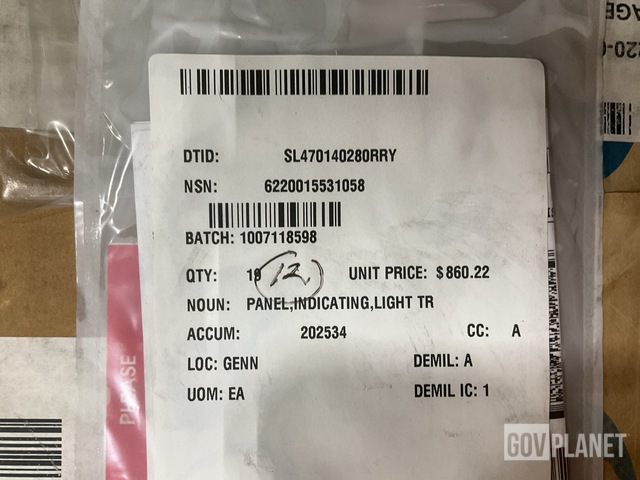 DTID: SL470140280RRY
NSN: 6220015531058
BATCH: 1007118598
QTY: 19 (12) UNIT PRICE: $860.22
NOUN: PANEL,INDICATING,LIGHT TR
ACCUM: 202534 CC: A
LOC: GENN DEMIL: A
UOM: EA DEMIL IC: 1
PLEASE
GOVPLANET